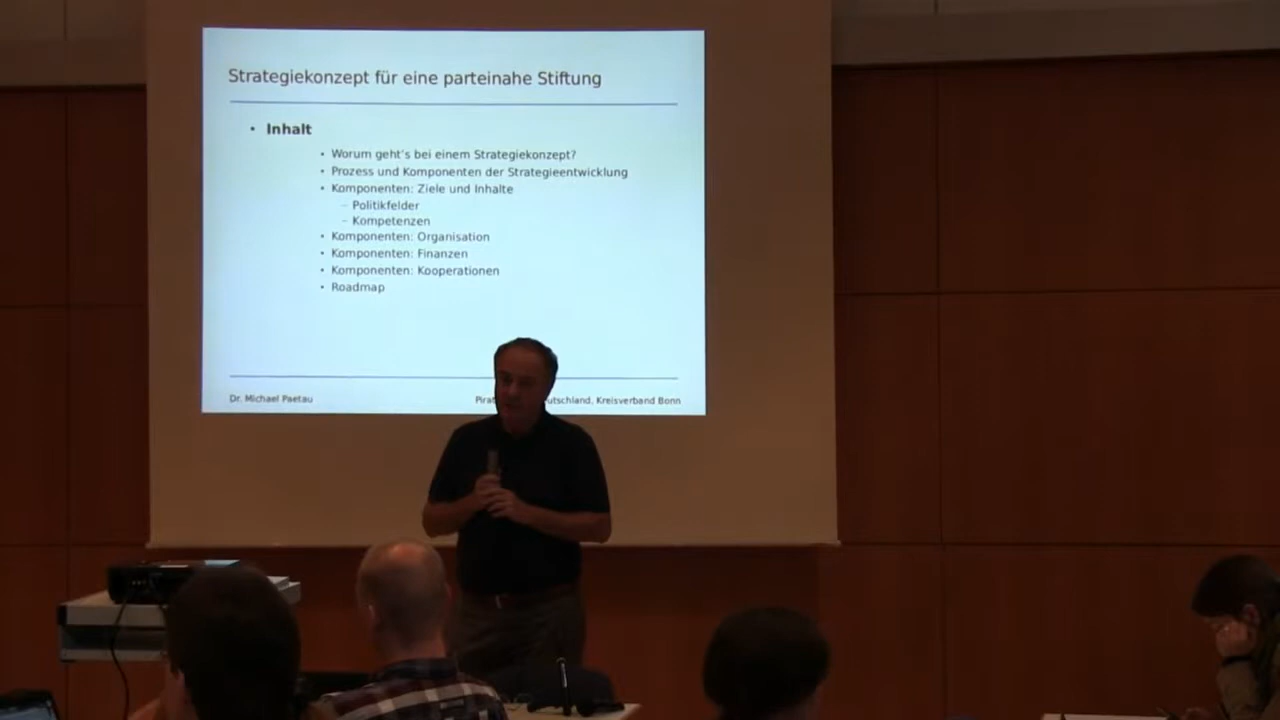 Strategiekonzept für eine parteinahe Stiftung
• Inhalt
• Worum geht's bei einem Strategiekonzept?
• Prozess und Komponenten der Strategieentwicklung
• Komponenten: Ziele und Inhalte
– Politikfelder
– Kompetenzen
• Komponenten: Organisation
• Komponenten: Finanzen
• Komponenten: Kooperationen
• Roadmap
Dr. Michael Paetau
Kreisverband Bonn